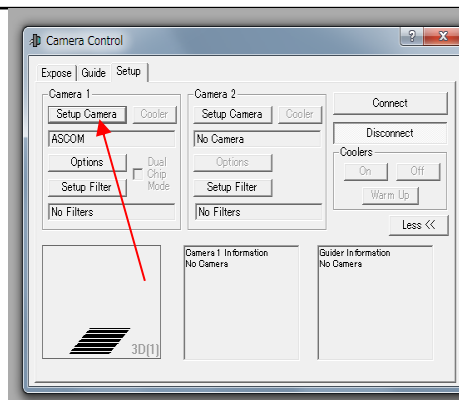 Camera Control
Expose Guide Setup
Camera 1
Setup Camera Cooler
ASCOM
Options
Dual
Chip
Mode
Setup Filter
No Filters
Camera 2
Setup Camera Cooler
No Camera
Options
Setup Filter
No Filters
Connect
Disconnect
Coolers
On Off
Warm Up
Less <<
3D[1]
Camera 1 Information
No Camera
Guider Information
No Camera